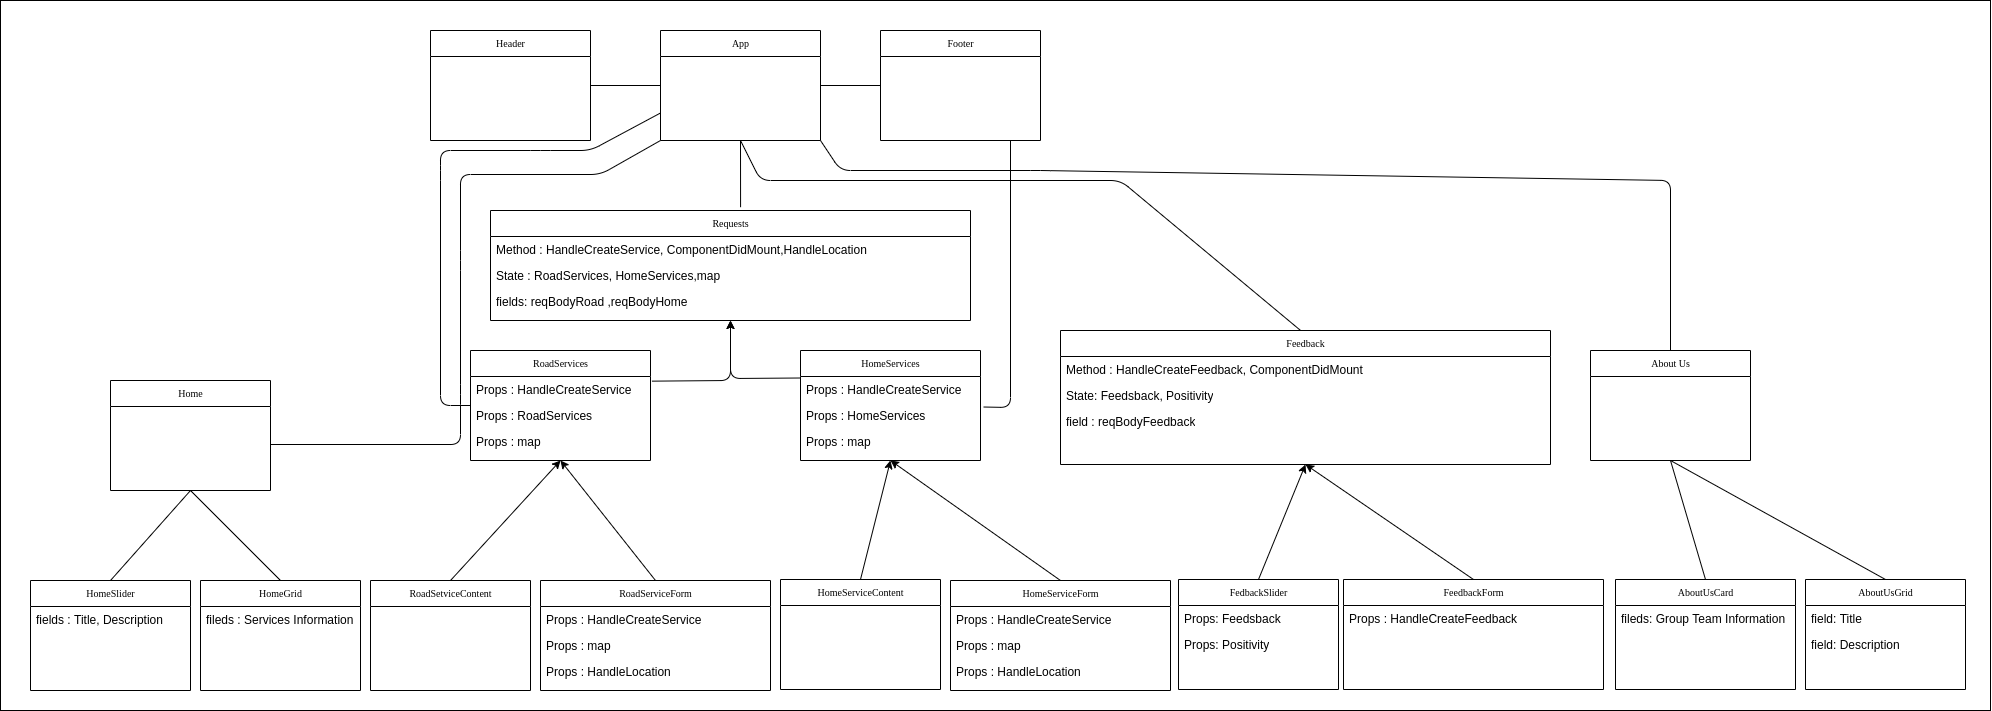 Header
App
Footer
Requests
Method : HandleCreateService, ComponentDidMount,HandleLocation
State : RoadServices, HomeServices,map
fields: reqBodyRoad ,reqBodyHome
Feedback
Method : HandleCreateFeedback, ComponentDidMount
State: Feedsback, Positivity
field : reqBodyFeedback
RoadServices
Props : HandleCreateService
Props : RoadServices
Props : map
HomeServices
Props : HandleCreateService
Props : HomeServices
Props : map
About Us
Home
HomeSlider
fields : Title, Description
HomeGrid
fileds : Services Information
RoadSetviceContent
RoadServiceForm
Props : HandleCreateService
Props : map
Props : HandleLocation
HomeServiceContent
HomeServiceForm
Props : HandleCreateService
Props : map
Props : HandleLocation
FedbackSlider
Props: Feedsback
Props: Positivity
FeedbackForm
Props : HandleCreateFeedback
AboutUsCard
fileds: Group Team Information
AboutUsGrid
field: Title
field: Description